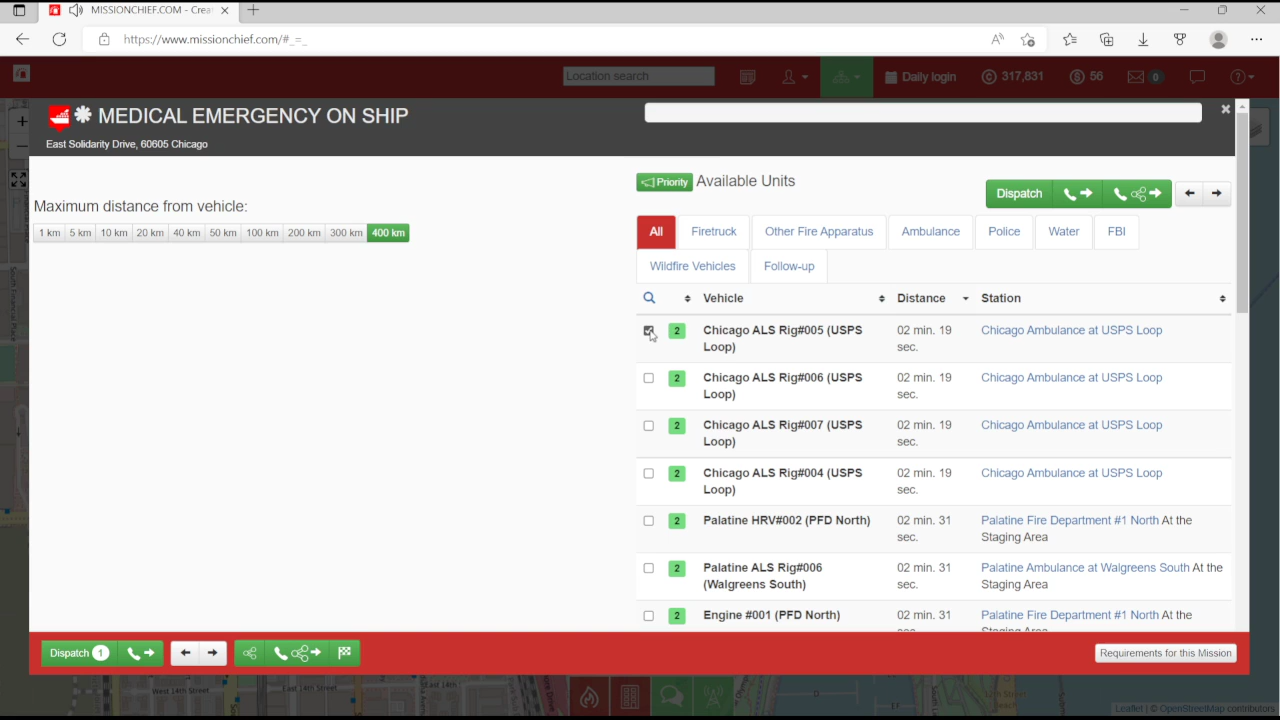 MISSIONCHIEF.COM - Crea
https://www.missionchief.com/#_=_
Location search
Daily login
317,831
56
0
MEDICAL EMERGENCY ON SHIP
East Solidarity Drive, 60605 Chicago
Maximum distance from vehicle:
1 km 5 km 10 km 20 km 40 km 50 km 100 km 200 km 300 km 400 km
Priority Available Units
Dispatch
All Firetruck Other Fire Apparatus Ambulance Police Water FBI
Wildfire Vehicles Follow-up
Vehicle Distance Station
2 Chicago ALS Rig#005 (USPS 02 min. 19 Chicago Ambulance at USPS Loop
Loop) sec.
2 Chicago ALS Rig#006 (USPS 02 min. 19 Chicago Ambulance at USPS Loop
Loop) sec.
2 Chicago ALS Rig#007 (USPS 02 min. 19 Chicago Ambulance at USPS Loop
Loop) sec.
2 Chicago ALS Rig#004 (USPS 02 min. 19 Chicago Ambulance at USPS Loop
Loop) sec.
2 Palatine HRV#002 (PFD North) 02 min. 31 Palatine Fire Department #1 North At the
sec. Staging Area
2 Palatine ALS Rig#006 02 min. 31 Palatine Ambulance at Walgreens South At the
(Walgreens South) sec. Staging Area
2 Engine #001 (PFD North) 02 min. 31 Palatine Fire Department #1 North At the
sec. Staging Area
Dispatch 1
Requirements for this Mission
West 14th Street
East 14th Street
Leaflet | © OpenStreetMap contributors